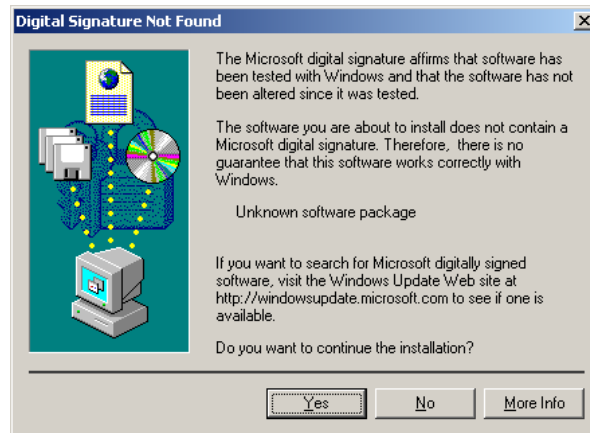 Digital Signature Not Found
The Microsoft digital signature affirms that software has
been tested with Windows and that the software has not
been altered since it was tested.
The software you are about to install does not contain a
Microsoft digital signature. Therefore, there is no
guarantee that this software works correctly with
Windows.
Unknown software package
If you want to search for Microsoft digitally signed
software, visit the Windows Update Web site at
http://windowsupdate.microsoft.com to see if one is
available.
Do you want to continue the installation?
Yes No More Info